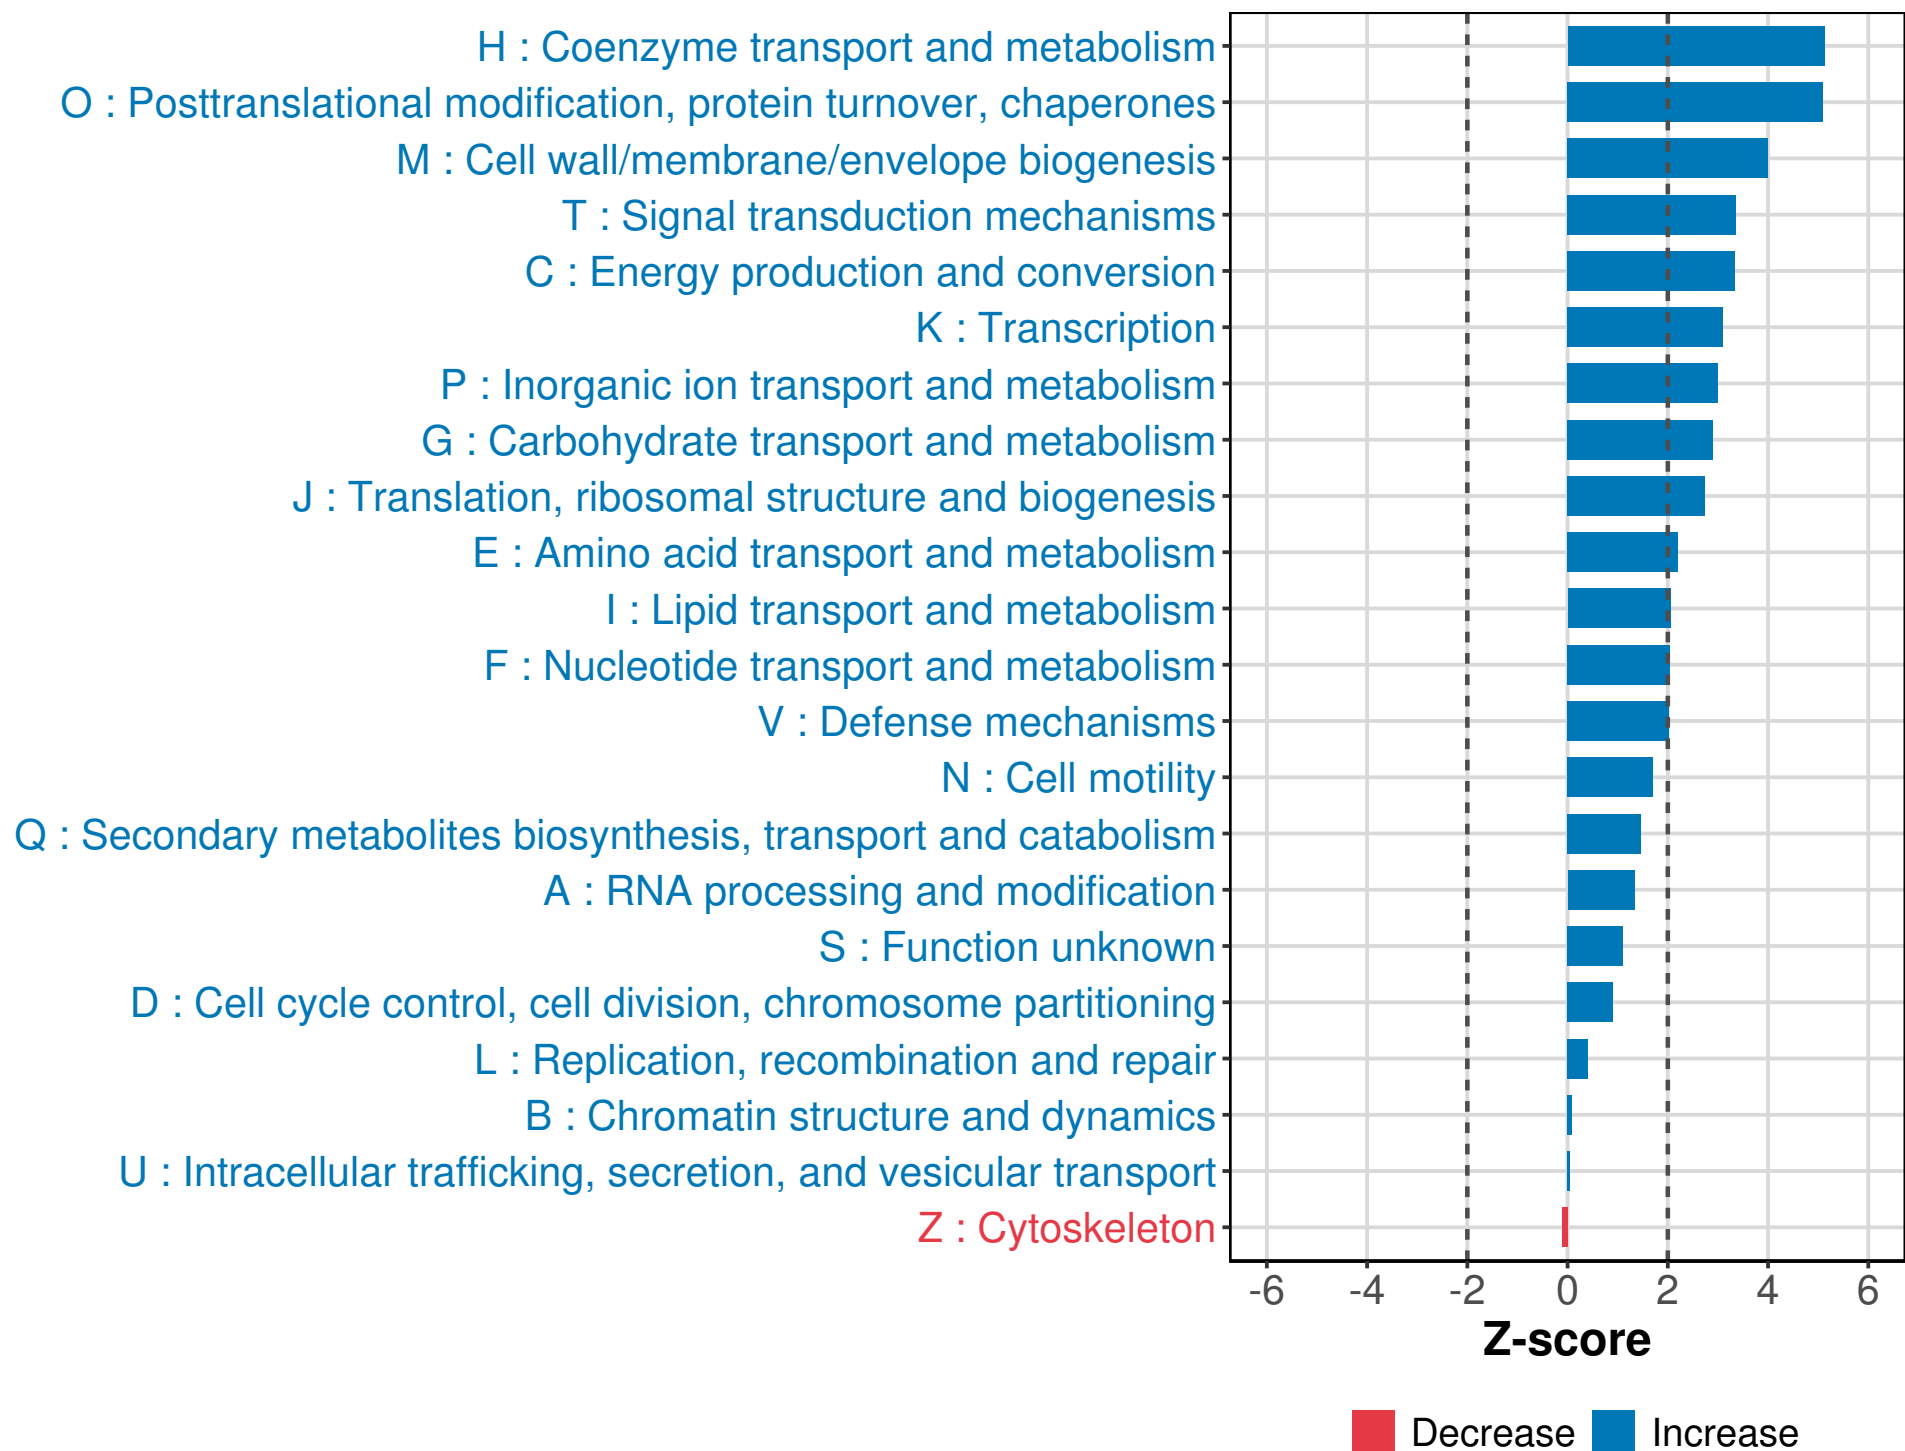 H : Coenzyme transport and metabolism
O : Posttranslational modification, protein turnover, chaperones
M : Cell wall/membrane/envelope biogenesis
T : Signal transduction mechanisms
C : Energy production and conversion
K : Transcription
P : Inorganic ion transport and metabolism
G : Carbohydrate transport and metabolism
J : Translation, ribosomal structure and biogenesis
E : Amino acid transport and metabolism
I : Lipid transport and metabolism
F : Nucleotide transport and metabolism
V : Defense mechanisms
N : Cell motility
Q : Secondary metabolites biosynthesis, transport and catabolism
A : RNA processing and modification
S : Function unknown
D : Cell cycle control, cell division, chromosome partitioning
L : Replication, recombination and repair
B : Chromatin structure and dynamics
U : Intracellular trafficking, secretion, and vesicular transport
Z : Cytoskeleton
-6 -4 -2 0 2 4 6
Z-score
Decrease Increase